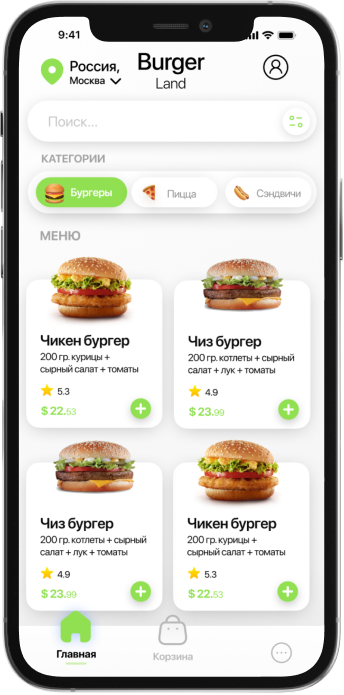 9:41
Россия,
Москва
Burger
Land
Поиск...
КАТЕГОРИИ
Бургеры
Пицца
Сэндвичи
МЕНЮ
Чикен бургер
200 гр. курицы +
сырный салат + томаты
5.3
$ 22.53
Чиз бургер
200 гр. котлеты + сырный
салат + лук + томаты
4.9
$ 23.99
Чиз бургер
200 гр. котлеты + сырный
салат + лук + томаты
4.9
$ 23.99
Чикен бургер
200 гр. курицы +
сырный салат + томаты
5.3
$ 22.53
Главная
Корзина